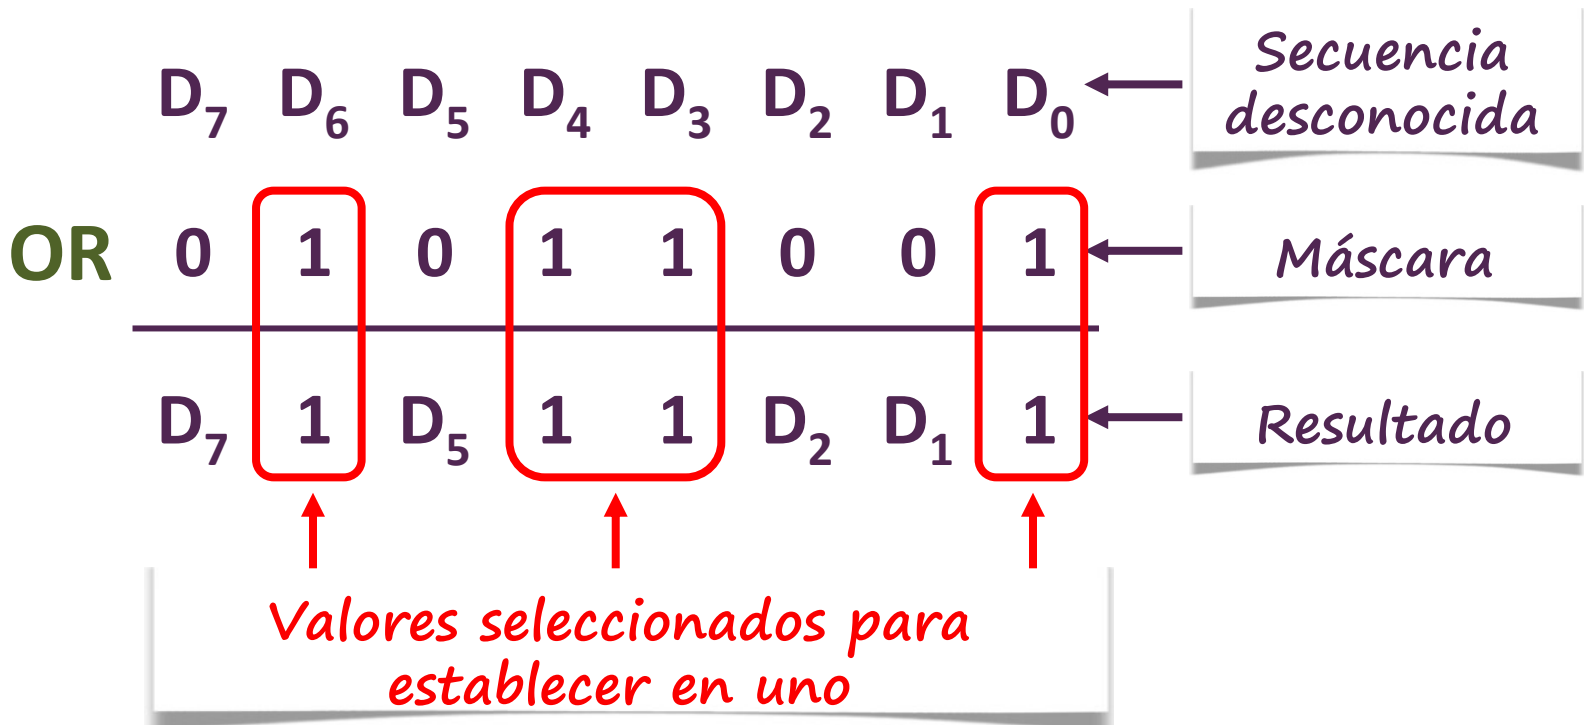 D₇ D₆ D₅ D₄ D₃ D₂ D₁ D₀
Secuencia
desconocida
OR 0 1 0 1 1 0 0 1
Máscara
D₇ 1 D₅ 1 1 D₂ D₁ 1
Resultado
Valores seleccionados para
establecer en uno